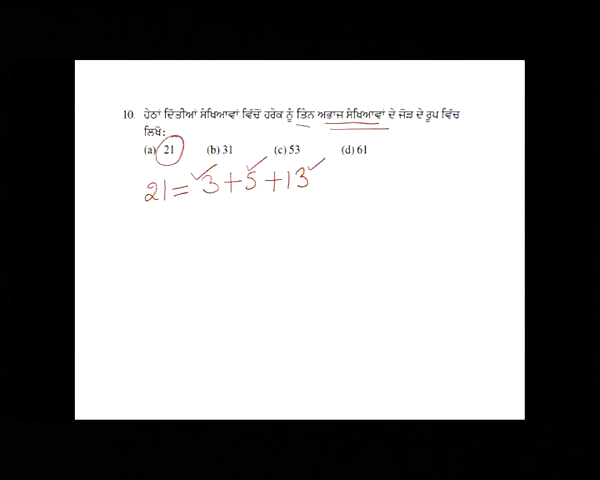 10. ਹੇਠਾਂ ਦਿੱਤੀਆਂ ਸੰਖਿਆਵਾਂ ਵਿੱਚੋਂ ਹਰੇਕ ਨੂੰ ਤਿੰਨ ਅਭਾਜ ਸੰਖਿਆਵਾਂ ਦੇ ਜੋੜ ਦੇ ਰੂਪ ਵਿੱਚ
ਲਿਖੋ:
(a) 21 (b) 31 (c) 53 (d) 61
21 = 3 + 5 + 13